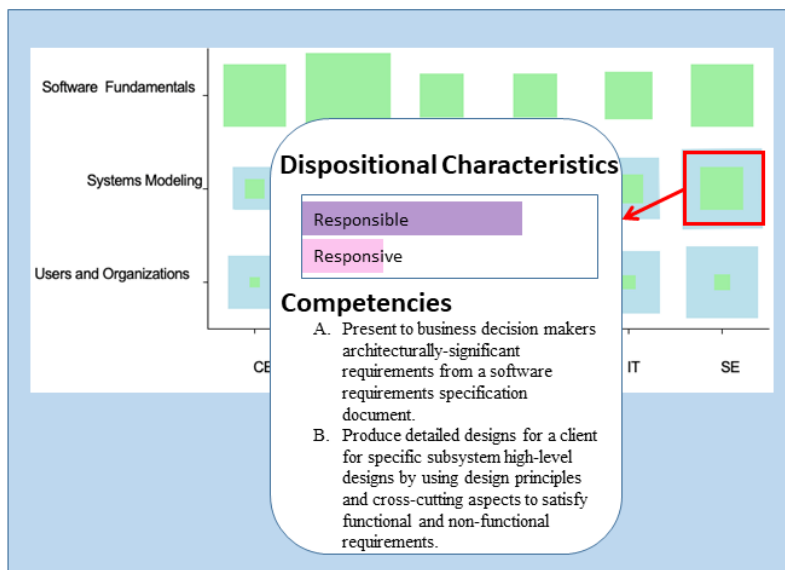 Software Fundamentals
Systems Modeling
Users and Organizations
CE
IT
SE
Dispositional Characteristics
Responsible
Responsive
Competencies
A. Present to business decision makers
architecturally-significant
requirements from a software
requirements specification
document.
B. Produce detailed designs for a client
for specific subsystem high-level
designs by using design principles
and cross-cutting aspects to satisfy
functional and non-functional
requirements.